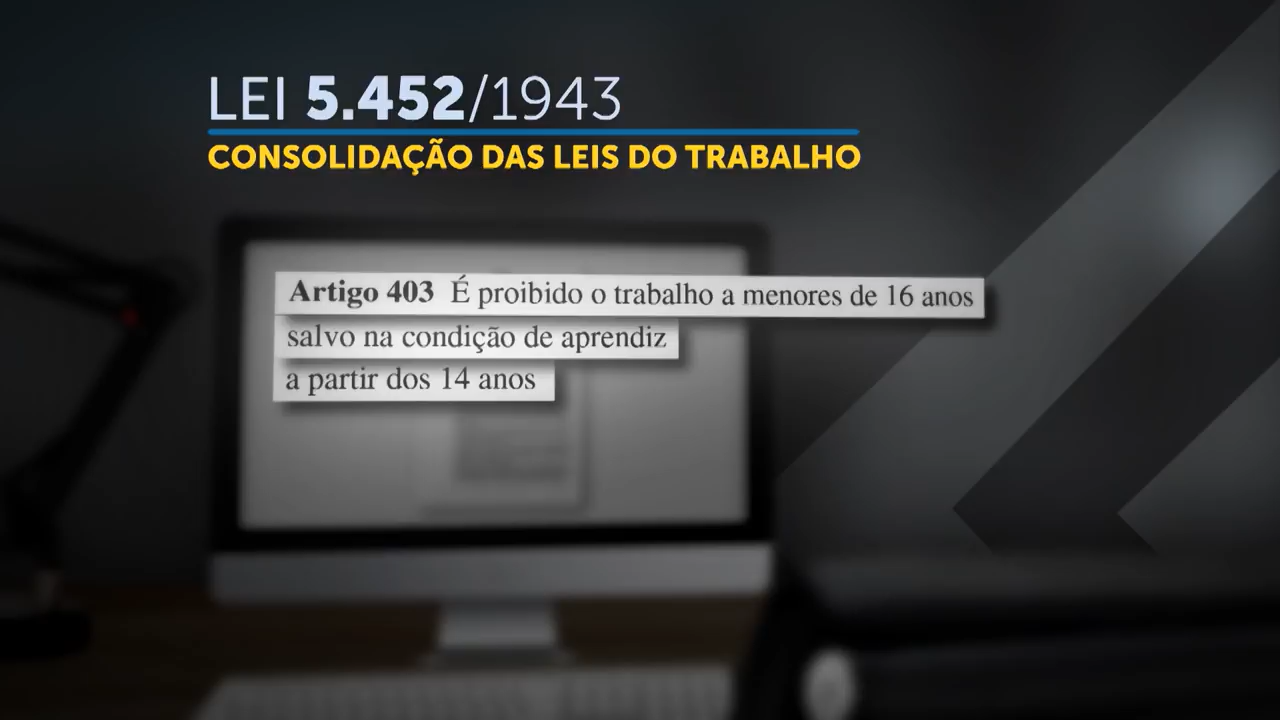 LEI 5.452/1943
CONSOLIDAÇÃO DAS LEIS DO TRABALHO
Artigo 403 É proibido o trabalho a menores de 16 anos
salvo na condição de aprendiz
a partir dos 14 anos